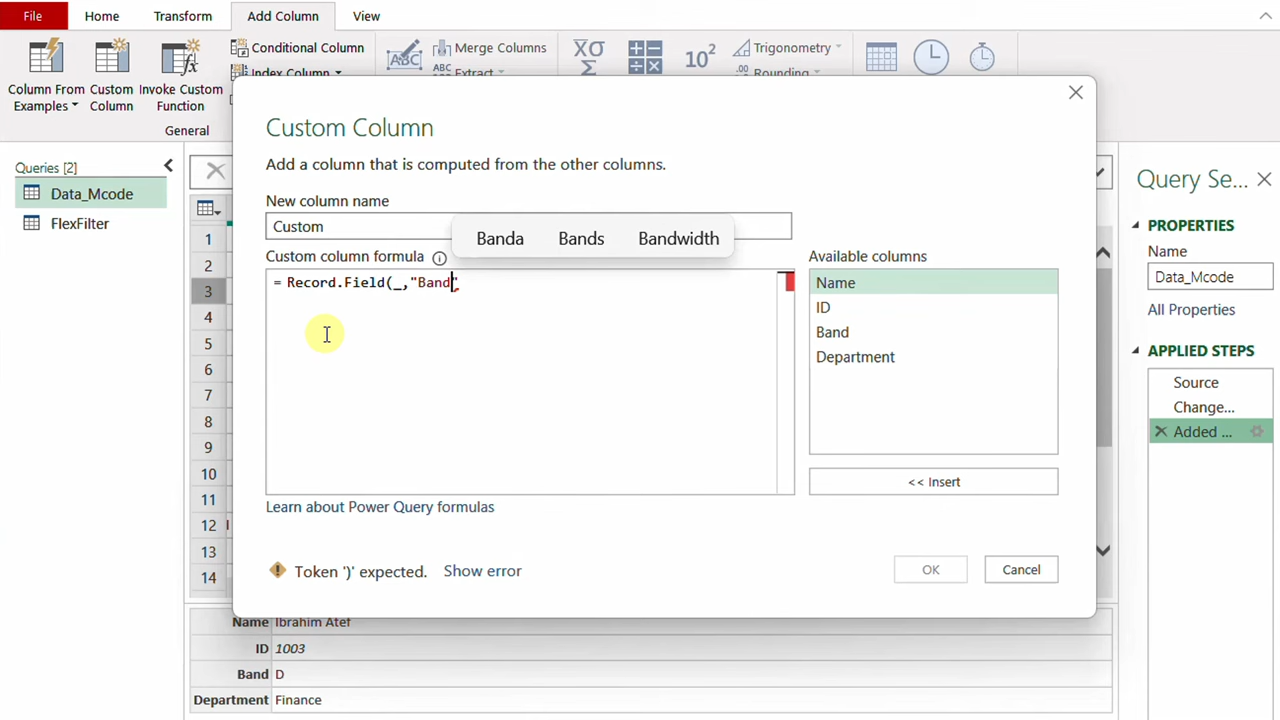 File Home Transform Add Column View
Conditional Column
Index Column
Column From Examples
Custom Column
Invoke Custom Function
General
ABC
Merge Columns
ABC Extract
XΣσ
10²
Trigonometry
.00 Rounding
Queries [2]
Data_Mcode
FlexFilter
Custom Column
Add a column that is computed from the other columns.
New column name
Custom
Banda Bands Bandwidth
Custom column formula
= Record.Field(_,"Band"
Available columns
Name
ID
Band
Department
<< Insert
Learn about Power Query formulas
Token ')' expected. Show error
OK Cancel
1
2
3
4
5
6
7
8
9
10
11
12
13
14
Name Ibrahim Atef
ID 1003
Band D
Department Finance
Query Se...
PROPERTIES
Name
Data_Mcode
All Properties
APPLIED STEPS
Source
Change...
Added ...